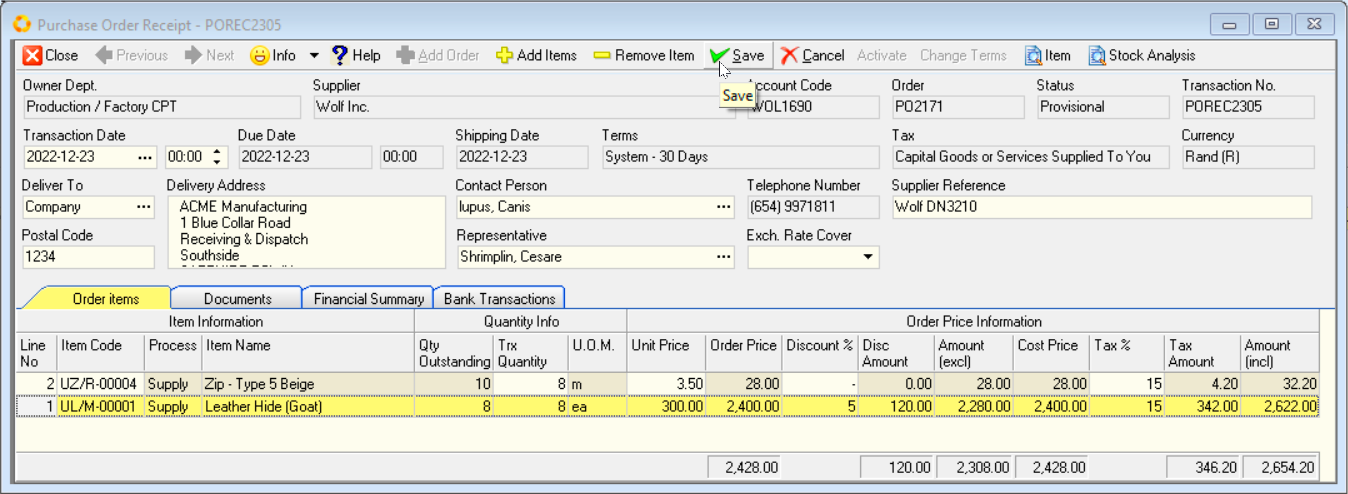 Purchase Order Receipt - POREC2305
Close Previous Next Info Help Add Order Add Items Remove Item Save Cancel Activate Change Terms Item Stock Analysis
Save
Owner Dept. Supplier ccount Code Order Status Transaction No.
Production / Factory CPT Wolf Inc. WOL1690 PO2171 Provisional POREC2305
Transaction Date Due Date Shipping Date Terms Tax Currency
2022-12-23 ... 00:00 2022-12-23 00:00 2022-12-23 System - 30 Days Capital Goods or Services Supplied To You Rand (R)
Deliver To Delivery Address Contact Person Telephone Number Supplier Reference
Company ... ACME Manufacturing lupus, Canis ... (654) 9971811 Wolf DN3210
1 Blue Collar Road
Postal Code Receiving & Dispatch Representative Exch. Rate Cover
1234 Southside Shrimplin, Cesare ...
Order items Documents Financial Summary Bank Transactions
Item Information Quantity Info Order Price Information
Line No Item Code Process Item Name Qty Outstanding Trx Quantity U.O.M. Unit Price Order Price Discount % Disc Amount Amount (excl) Cost Price Tax % Tax Amount Amount (incl)
2 UZ/R-00004 Supply Zip - Type 5 Beige 10 8 m 3.50 28.00 - 0.00 28.00 28.00 15 4.20 32.20
1 UL/M-00001 Supply Leather Hide (Goat) 8 8 ea 300.00 2,400.00 5 120.00 2,280.00 2,400.00 15 342.00 2,622.00
2,428.00 120.00 2,308.00 2,428.00 346.20 2,654.20